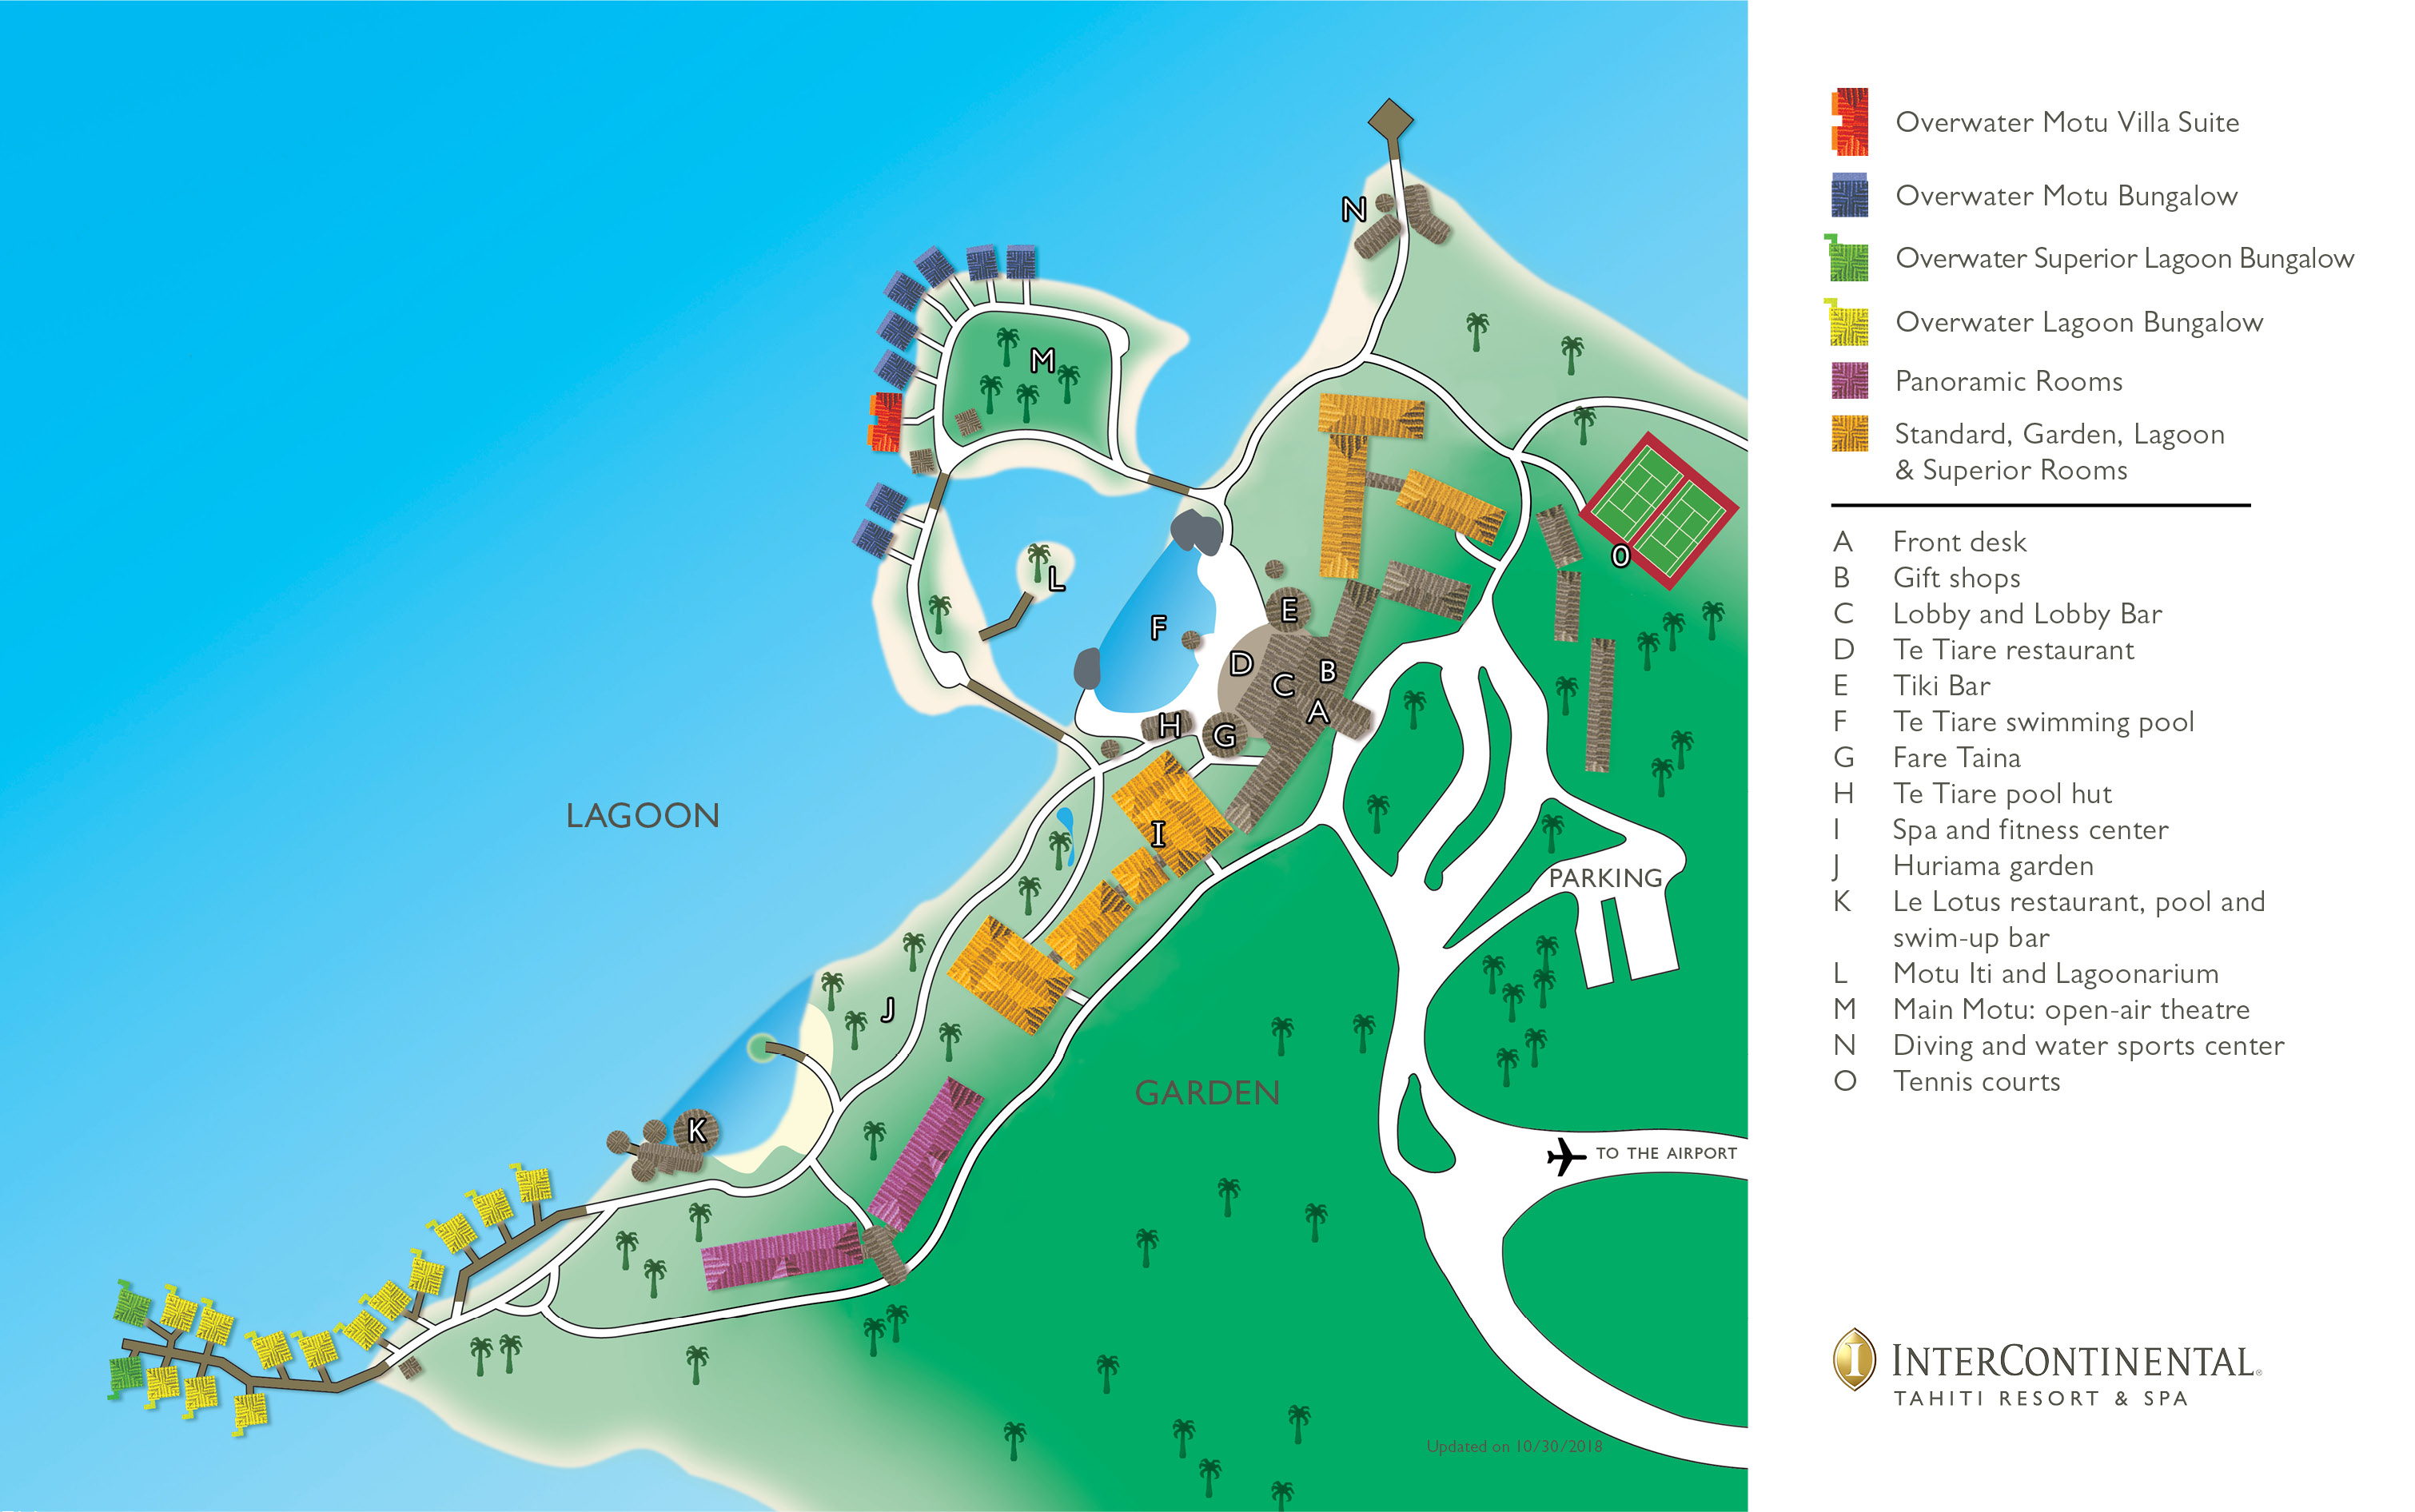 N
M
L
O
E
F
D
B
C
A
H
G
I
LAGOON
PARKING
J
GARDEN
K
TO THE AIRPORT
Updated on 10/30/2018
Overwater Motu Villa Suite
Overwater Motu Bungalow
Overwater Superior Lagoon Bungalow
Overwater Lagoon Bungalow
Panoramic Rooms
Standard, Garden, Lagoon
& Superior Rooms
A Front desk
B Gift shops
C Lobby and Lobby Bar
D Te Tiare restaurant
E Tiki Bar
F Te Tiare swimming pool
G Fare Taina
H Te Tiare pool hut
I Spa and fitness center
J Huriama garden
K Le Lotus restaurant, pool and
swim-up bar
L Motu Iti and Lagoonarium
M Main Motu: open-air theatre
N Diving and water sports center
O Tennis courts
I
INTERCONTINENTAL®
TAHITI RESORT & SPA